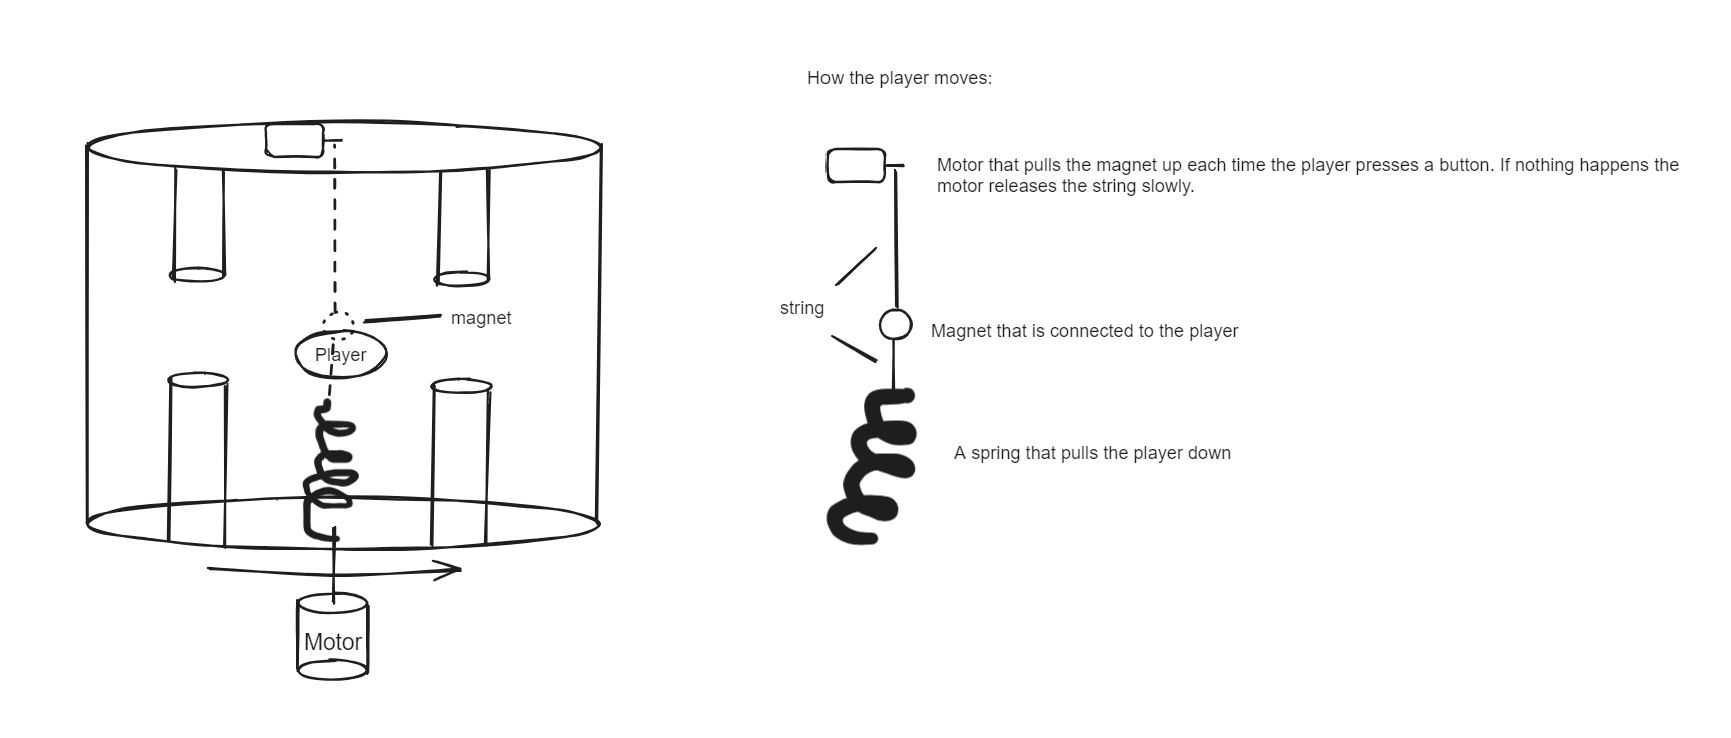 How the player moves:
Motor that pulls the magnet up each time the player presses a button. If nothing happens the
motor releases the string slowly.
string
magnet
Magnet that is connected to the player
Player
A spring that pulls the player down
Motor